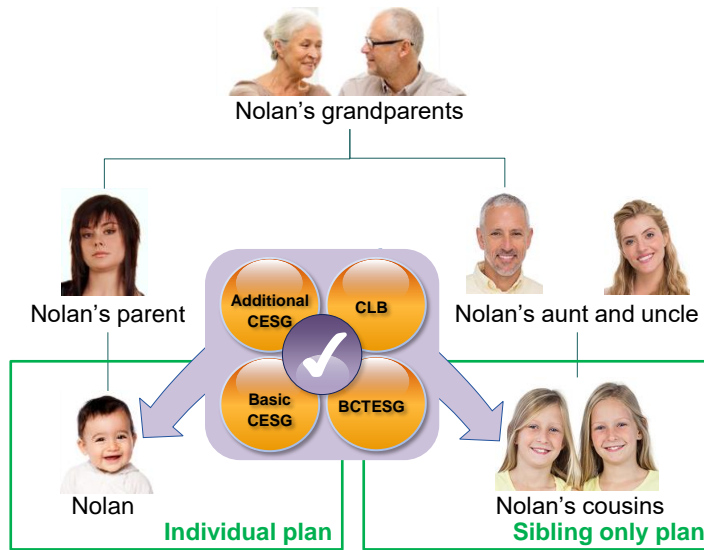 Nolan's grandparents
Nolan's parent
Nolan's aunt and uncle
Additional
CESG
CLB
Basic
CESG
BCTESG
Nolan
Nolan's cousins
Individual plan
Sibling only plan